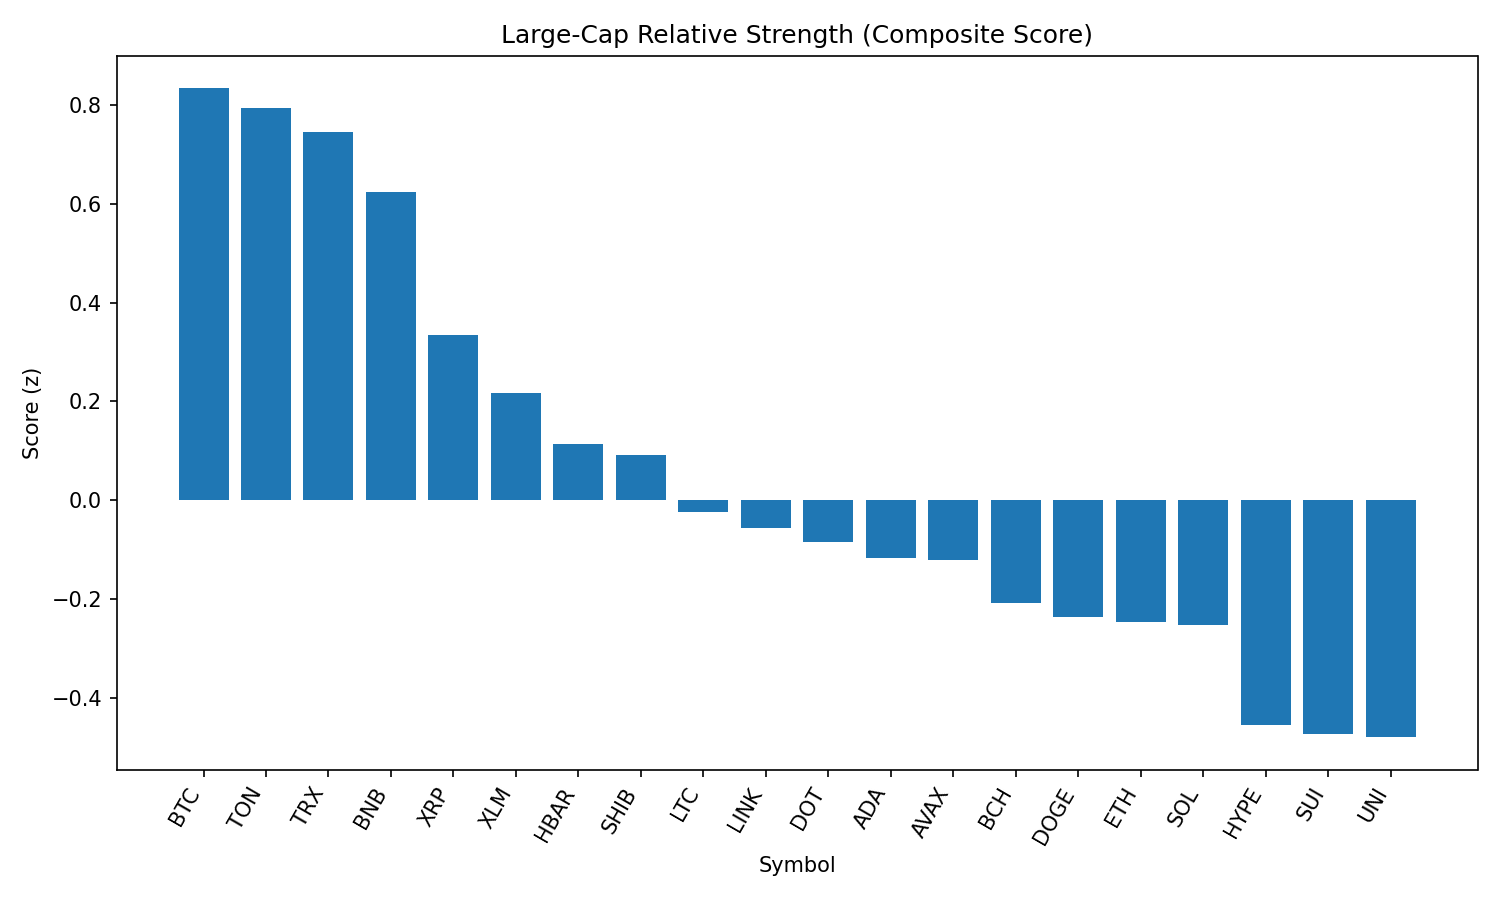 Large-Cap Relative Strength (Composite Score)
Score (z)
0.8
0.6
0.4
0.2
0.0
−0.2
−0.4
BTC
TON
TRX
BNB
XRP
XLM
HBAR
SHIB
LTC
LINK
DOT
ADA
AVAX
BCH
DOGE
ETH
SOL
HYPE
SUI
UNI
Symbol